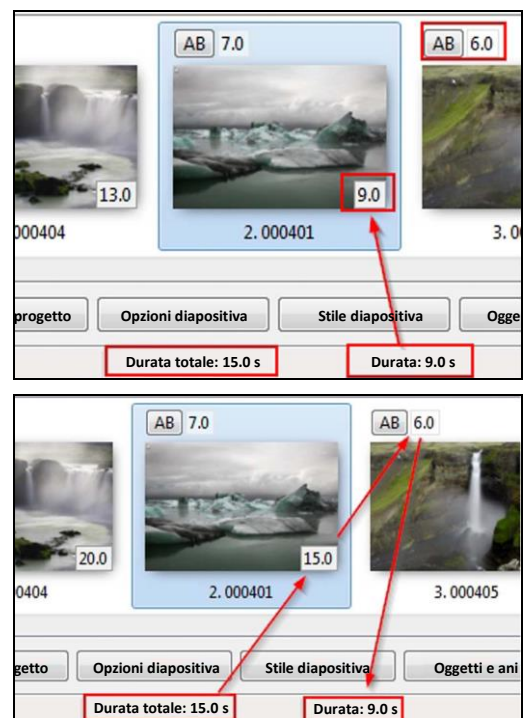 AB 7.0 AB 6.0
13.0 9.0
000404 2. 000401 3. 00
progetto Opzioni diapositiva Stile diapositiva Ogge
Durata totale: 15.0 s Durata: 9.0 s
AB 7.0 AB 6.0
20.0 15.0
0404 2. 000401 3. 000405
getto Opzioni diapositiva Stile diapositiva Oggetti e ani
Durata totale: 15.0 s Durata: 9.0 s